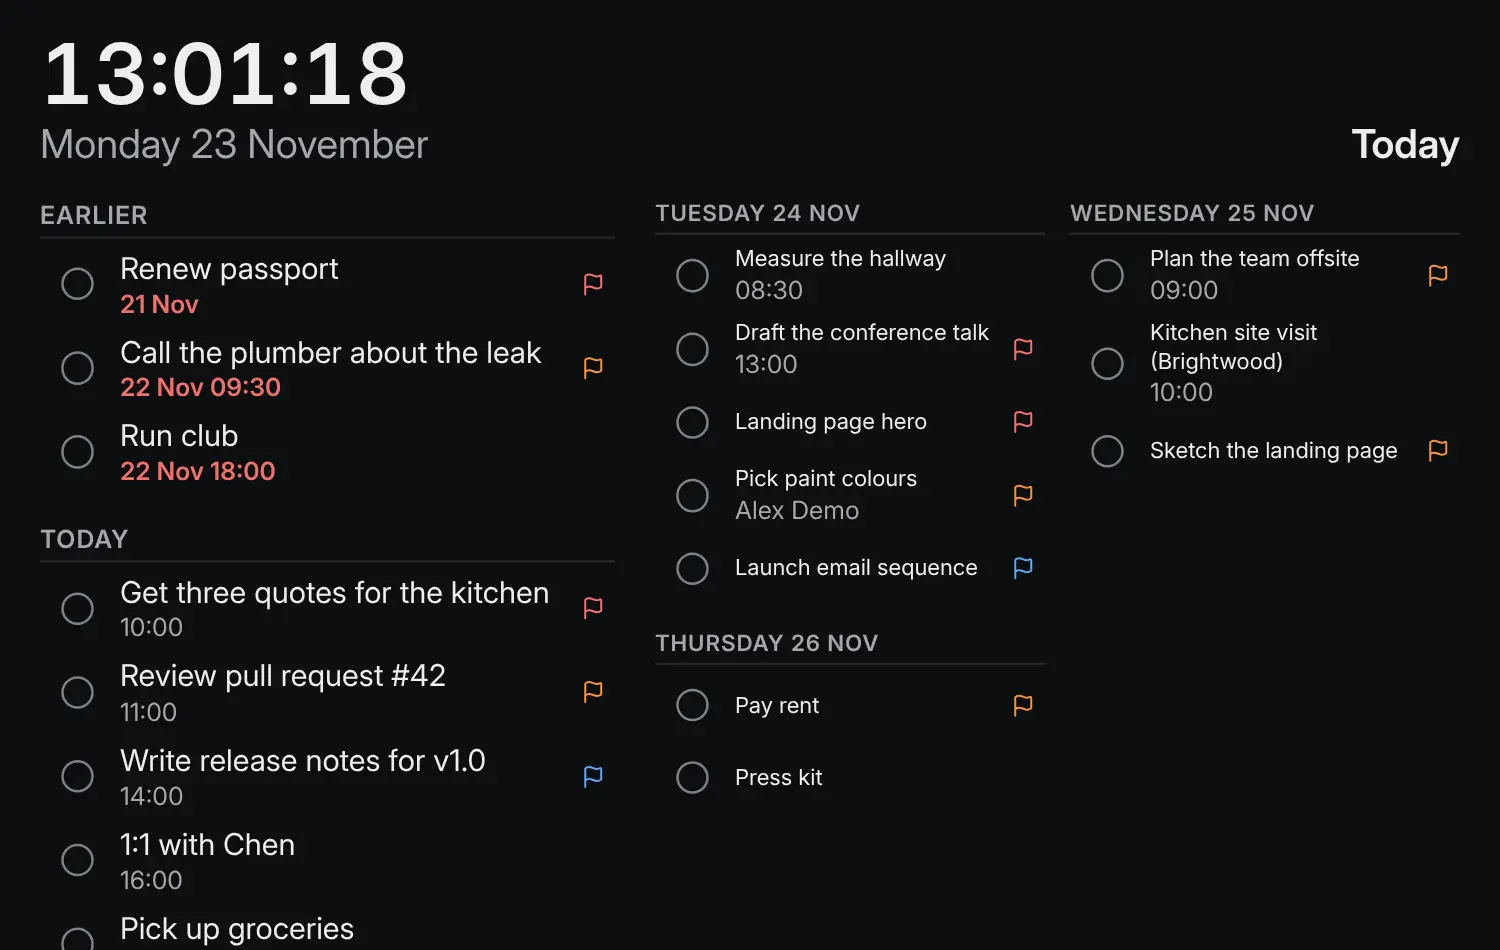 13:01:18
Monday 23 November
Today
EARLIER
Renew passport
21 Nov
Call the plumber about the leak
22 Nov 09:30
Run club
22 Nov 18:00
TODAY
Get three quotes for the kitchen
10:00
Review pull request #42
11:00
Write release notes for v1.0
14:00
1:1 with Chen
16:00
Pick up groceries
TUESDAY 24 NOV
Measure the hallway
08:30
Draft the conference talk
13:00
Landing page hero
Pick paint colours
Alex Demo
Launch email sequence
THURSDAY 26 NOV
Pay rent
Press kit
WEDNESDAY 25 NOV
Plan the team offsite
09:00
Kitchen site visit
(Brightwood)
10:00
Sketch the landing page